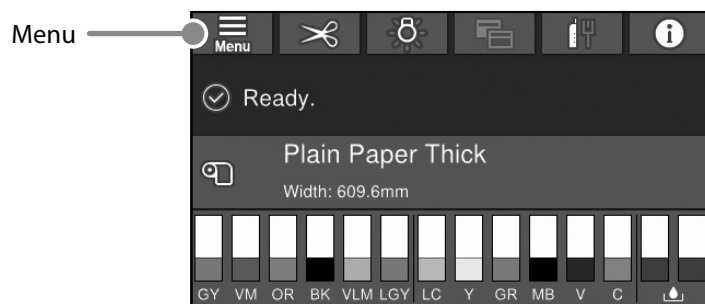 Menu
Menu
i
Ready.
Plain Paper Thick
Width: 609.6mm
GY VM OR BK VLM LGY LC Y GR MB V C